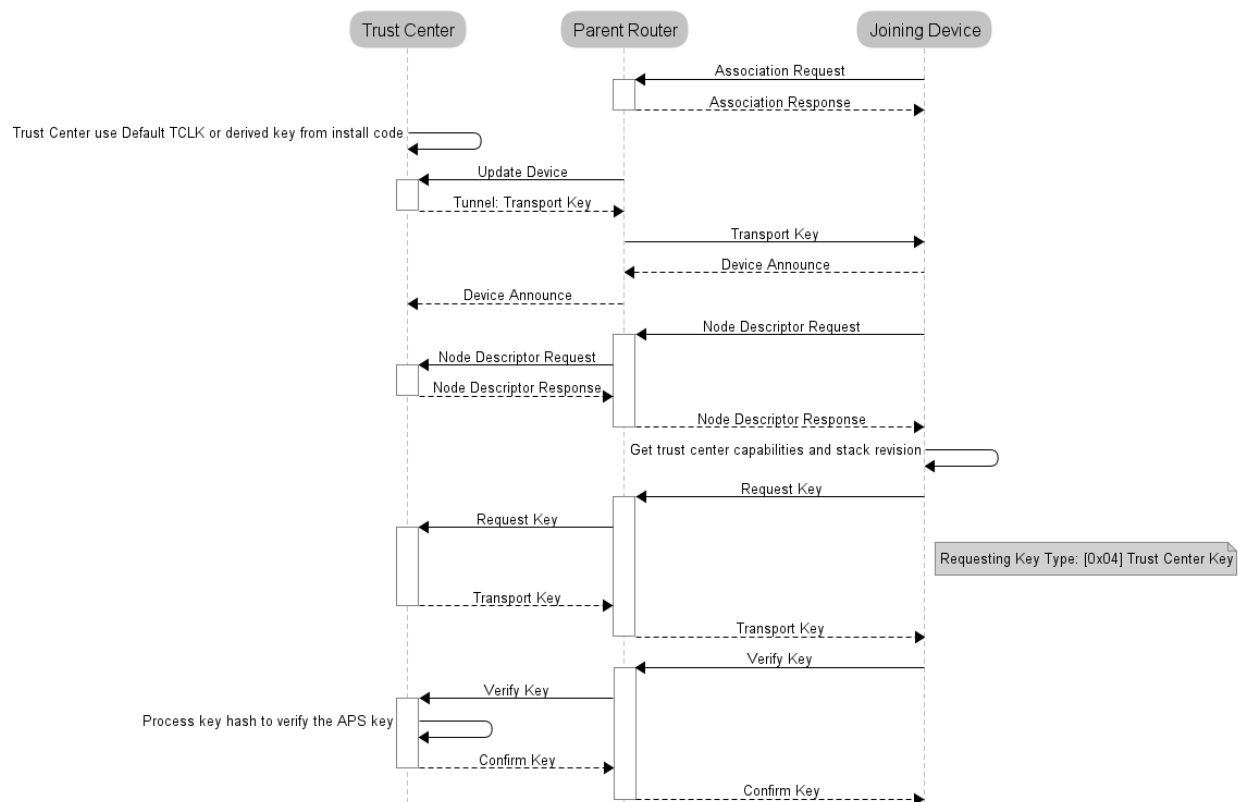 Trust Center
Parent Router
Joining Device
Association Request
Association Response
Trust Center use Default TCLK or derived key from install code
Update Device
Tunnel: Transport Key
Transport Key
Device Announce
Device Announce
Node Descriptor Request
Node Descriptor Request
Node Descriptor Response
Node Descriptor Response
Get trust center capabilities and stack revision
Request Key
Request Key
Requesting Key Type: [0x04] Trust Center Key
Transport Key
Transport Key
Verify Key
Verify Key
Process key hash to verify the APS key
Confirm Key
Confirm Key